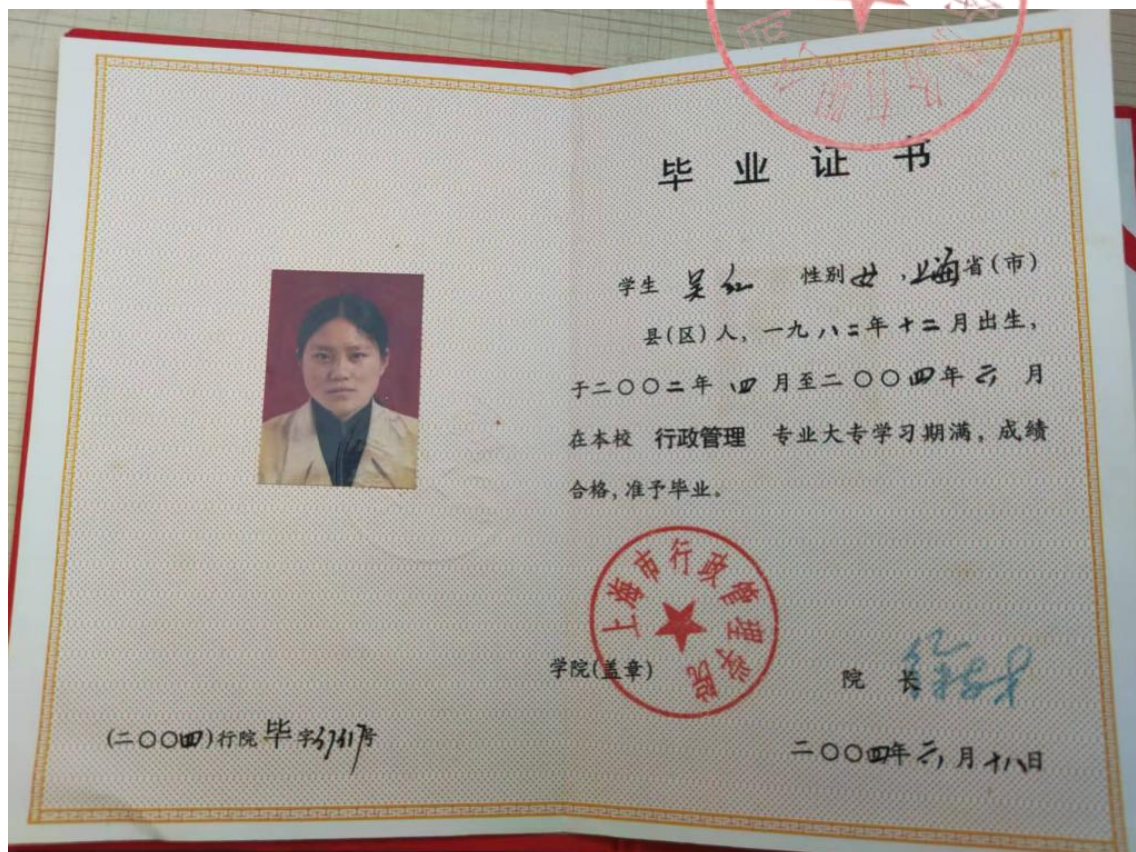 毕业证书
学生 吴红 性别 女，上海省(市)
县(区)人，一九八二年十二月出生，
于二〇〇二年 四 月至二〇〇四年六 月
在本校 行政管理 专业大专学习期满，成绩
合格，准予毕业。
上海市行政管理学院
学院(盖章)
院 长
(二〇〇四)行院 毕 字 号
二〇〇四年六月十八日